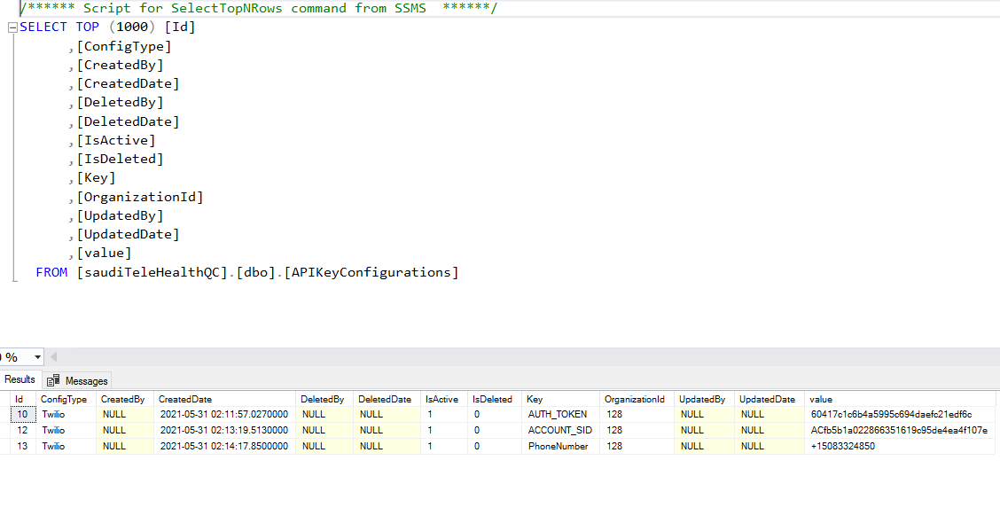 /****** Script for SelectTopNRows command from SSMS  ******/
SELECT TOP (1000) [Id]
,[ConfigType]
,[CreatedBy]
,[CreatedDate]
,[DeletedBy]
,[DeletedDate]
,[IsActive]
,[IsDeleted]
,[Key]
,[OrganizationId]
,[UpdatedBy]
,[UpdatedDate]
,[value]
FROM [saudiTeleHealthQC].[dbo].[APIKeyConfigurations]
%
Results Messages
Id ConfigType CreatedBy CreatedDate DeletedBy DeletedDate IsActive IsDeleted Key OrganizationId UpdatedBy UpdatedDate value
10 Twilio NULL 2021-05-31 02:11:57.0270000 NULL NULL 1 0 AUTH_TOKEN 128 NULL NULL 60417c1c6b4a5995c694daefc21edf6c
12 Twilio NULL 2021-05-31 02:13:19.5130000 NULL NULL 1 0 ACCOUNT_SID 128 NULL NULL ACfb5b1a022866351619c95de4ea4f107e
13 Twilio NULL 2021-05-31 02:14:17.8500000 NULL NULL 1 0 PhoneNumber 128 NULL NULL +15083324850